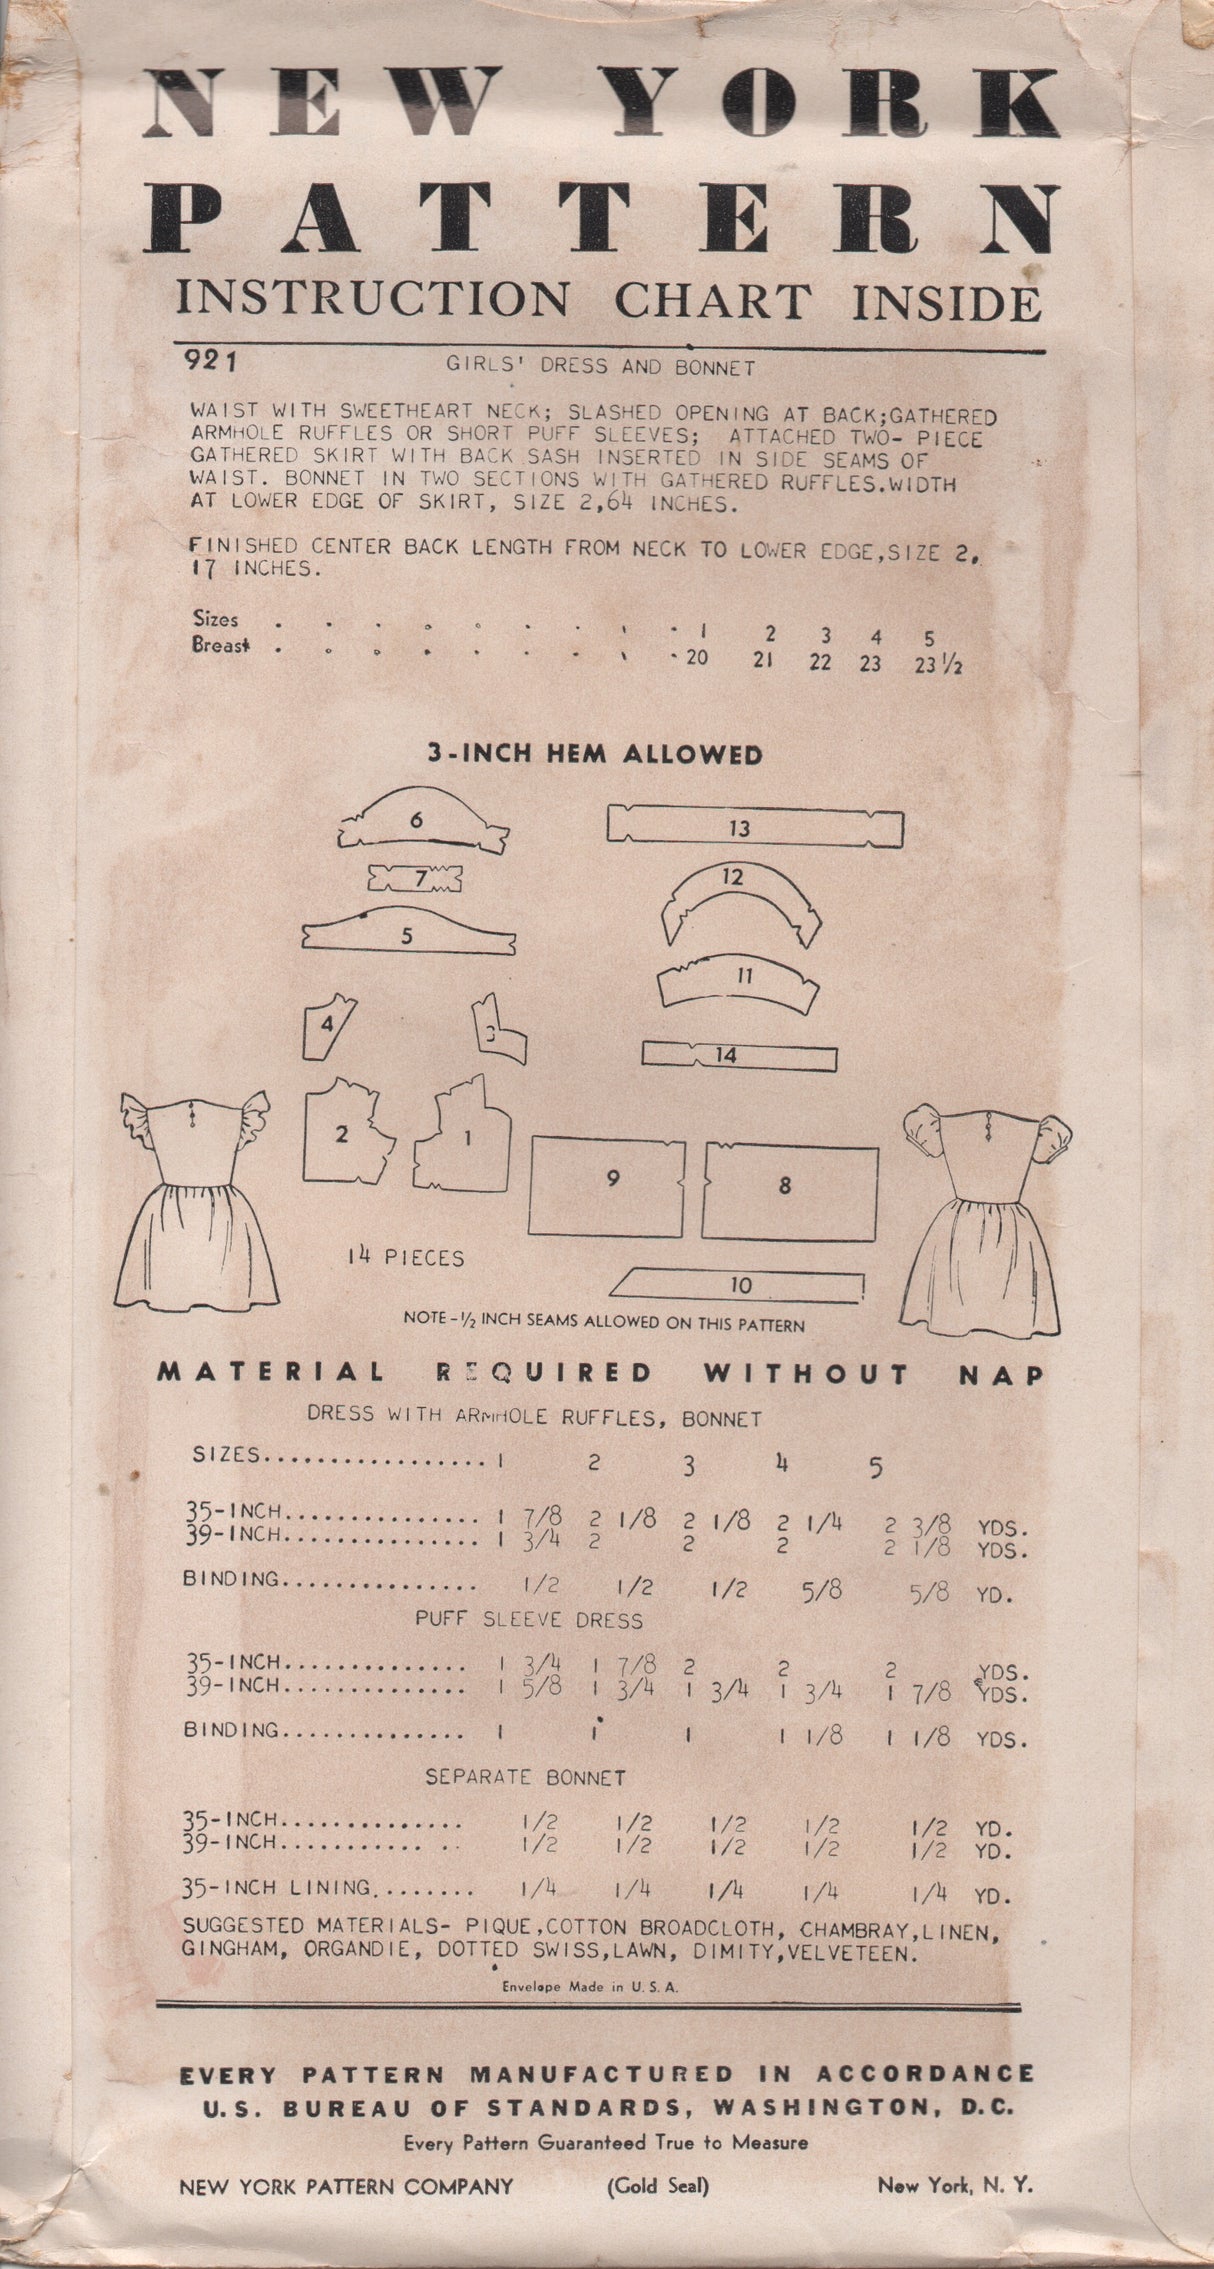 NEW YORK
PATTERN
INSTRUCTION CHART INSIDE
921 GIRLS' DRESS AND BONNET
WAIST WITH SWEETHEART NECK; SLASHED OPENING AT BACK;GATHERED
ARMHOLE RUFFLES OR SHORT PUFF SLEEVES; ATTACHED TWO- PIECE
GATHERED SKIRT WITH BACK SASH INSERTED IN SIDE SEAMS OF
WAIST. BONNET IN TWO SECTIONS WITH GATHERED RUFFLES.WIDTH
AT LOWER EDGE OF SKIRT, SIZE 2,64 INCHES.
FINISHED CENTER BACK LENGTH FROM NECK TO LOWER EDGE,SIZE 2,
17 INCHES.
Sizes . . . . . . . . . 1 2 3 4 5
Breast . . . . . . . . . 20 21 22 23 23 1/2
3-INCH HEM ALLOWED
6
13
7
12
5
11
4
3
14
2
1
9
8
14 PIECES
10
NOTE-1/2 INCH SEAMS ALLOWED ON THIS PATTERN
MATERIAL REQUIRED WITHOUT NAP
DRESS WITH ARMHOLE RUFFLES, BONNET
SIZES................. 1 2 3 4 5
35-INCH............... 1 7/8 2 1/8 2 1/8 2 1/4 2 3/8 YDS.
39-INCH............... 1 3/4 2 2 2 2 1/8 YDS.
BINDING............... 1/2 1/2 1/2 5/8 5/8 YD.
PUFF SLEEVE DRESS
35-INCH.............. 1 3/4 1 7/8 2 2 2 YDS.
39-INCH.............. 1 5/8 1 3/4 1 3/4 1 3/4 1 7/8 YDS.
BINDING.............. 1 1 1 1 1/8 1 1/8 YDS.
SEPARATE BONNET
35-INCH.............. 1/2 1/2 1/2 1/2 1/2 YD.
39-INCH........... .. 1/2 1/2 1/2 1/2 1/2 YD.
35-INCH LINING........ 1/4 1/4 1/4 1/4 1/4 YD.
SUGGESTED MATERIALS- PIQUE,COTTON BROADCLOTH, CHAMBRAY,LINEN,
GINGHAM, ORGANDIE, DOTTED SWISS,LAWN, DIMITY,VELVETEEN.
Envelope Made in U. S. A.
EVERY PATTERN MANUFACTURED IN ACCORDANCE
U.S. BUREAU OF STANDARDS, WASHINGTON, D.C.
Every Pattern Guaranteed True to Measure
NEW YORK PATTERN COMPANY (Gold Seal) New York, N. Y.